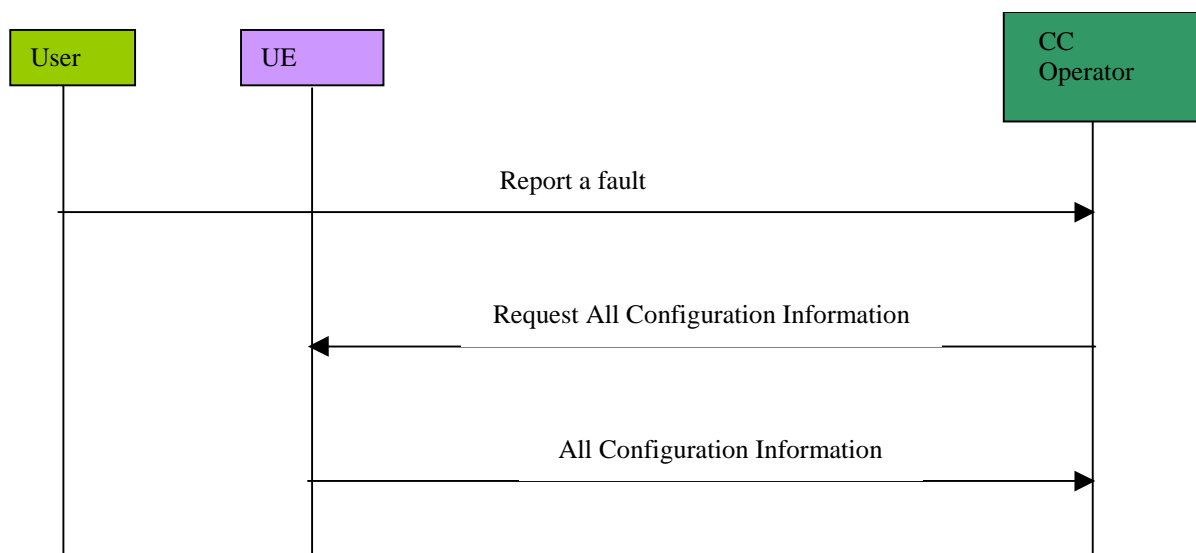 User
UE
CC
Operator
Report a fault
Request All Configuration Information
All Configuration Information